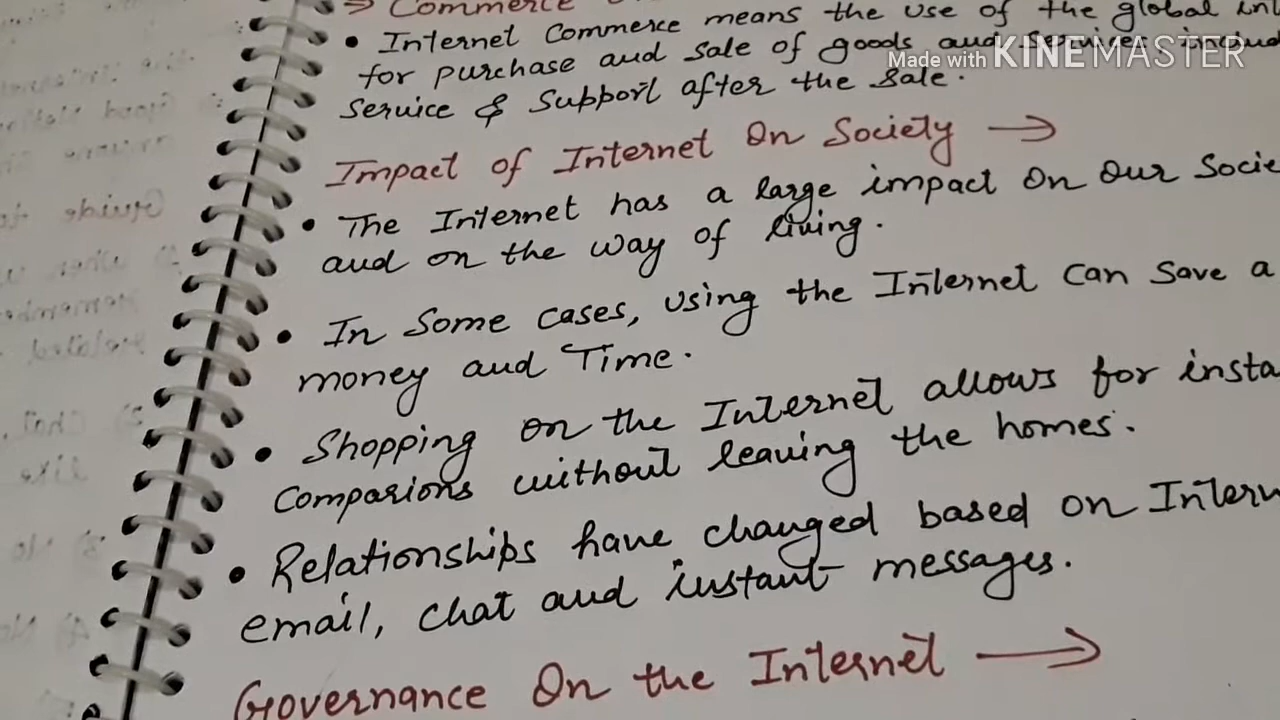 → Commerce
• Internet Commerce means the use of the global
for purchase and sale of goods and services
service & support after the sale.
Made with KINEMASTER
Impact of Internet On Society →
• The Internet has a large impact On Our
and on the way of living.
• In Some cases, using the Internet can save a
money and Time.
• Shopping on the Internet allows for
comparions without leaving the homes.
• Relationships have changed based on
email, chat and instant messages.
Governance On the Internet →